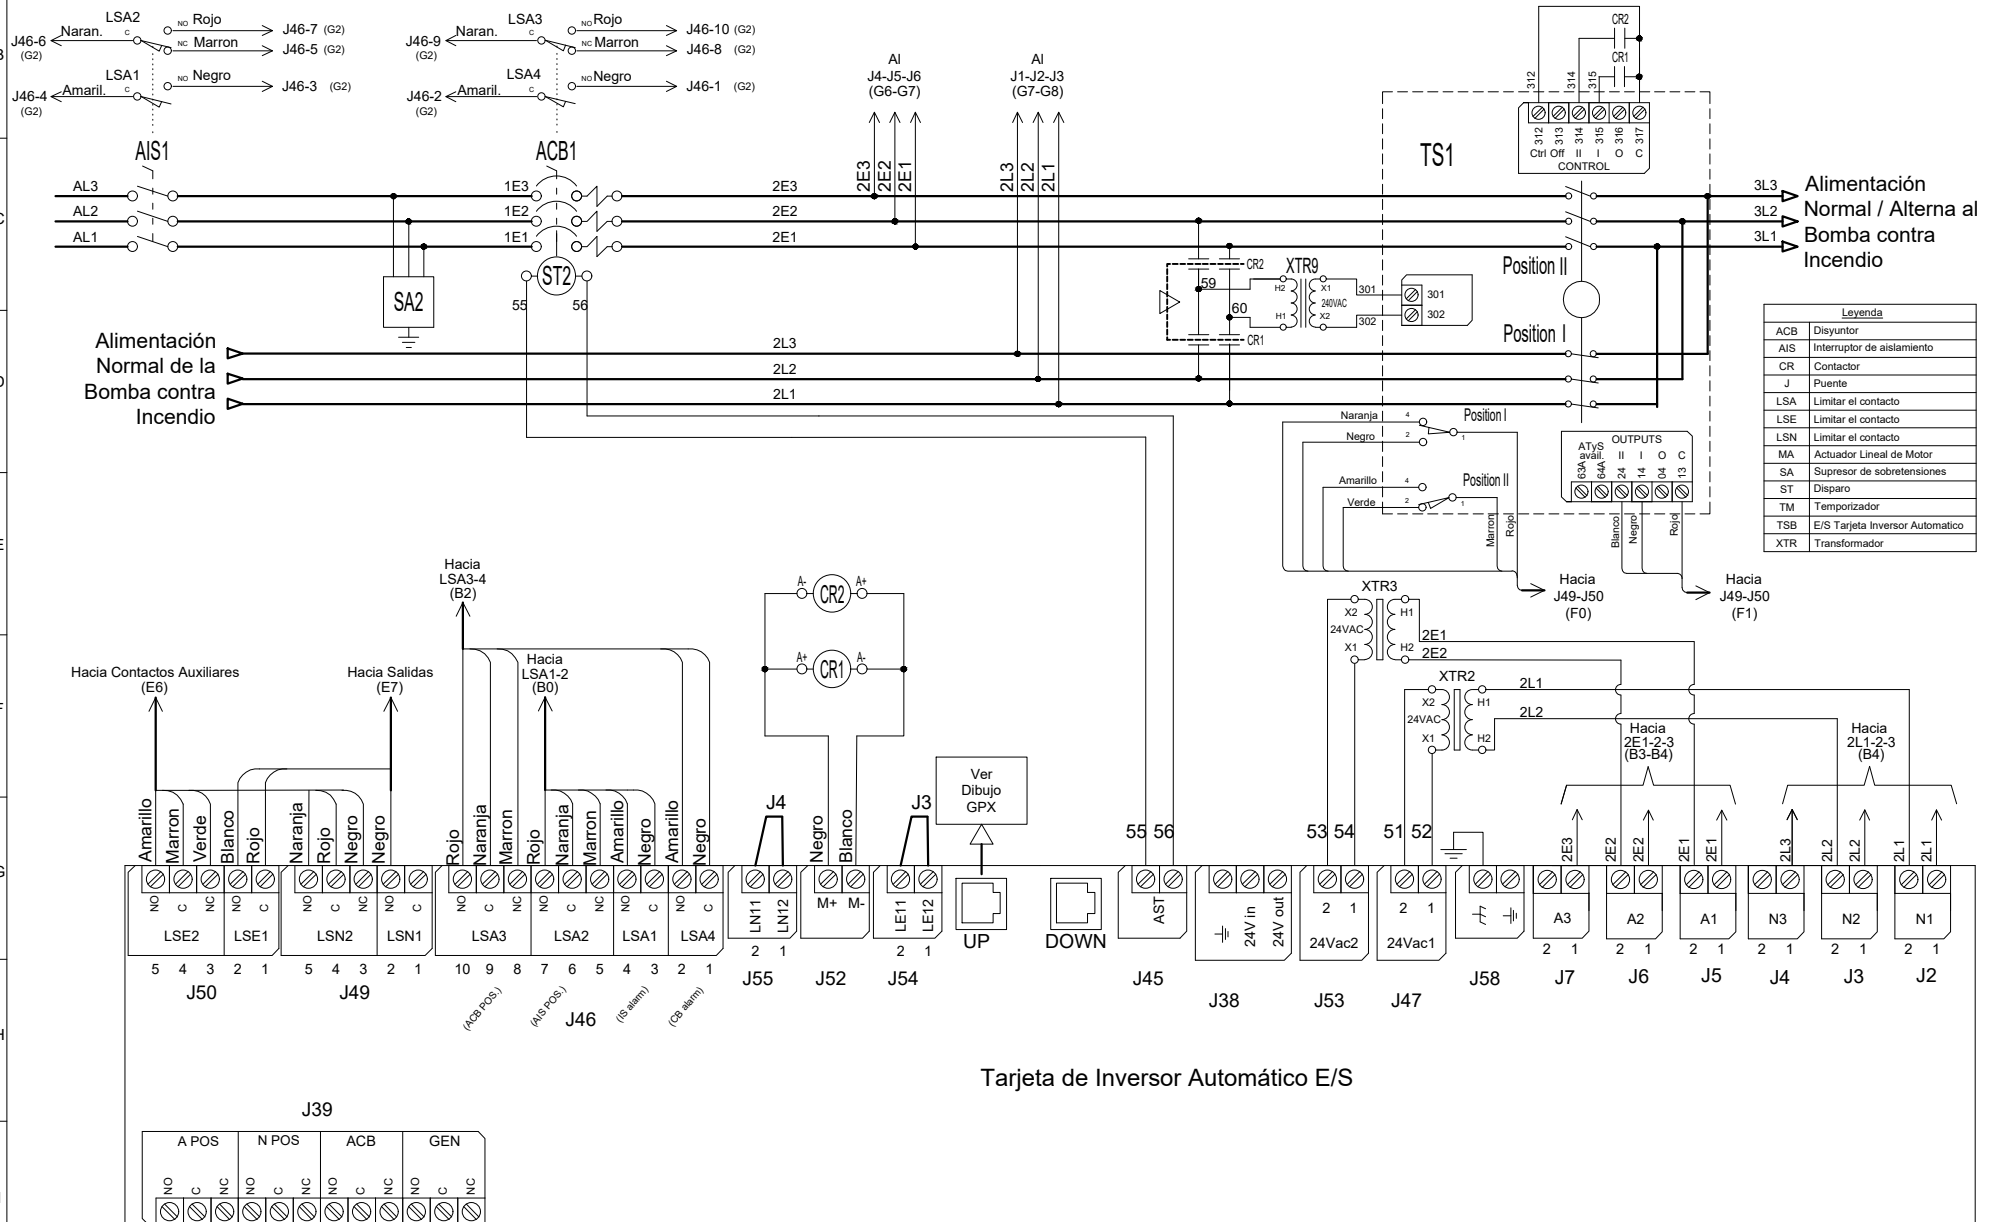 LSA2
NO Rojo
J46-7 (G2)
Naran.
C
NC Marron
J46-5 (G2)
J46-6
(G2)
LSA1
C
NO Negro
J46-3 (G2)
Amaril.
J46-4
(G2)
LSA3
NO Rojo
J46-10 (G2)
Naran.
C
NC Marron
J46-8 (G2)
J46-9
(G2)
LSA4
C
NO Negro
J46-1 (G2)
Amaril.
J46-2
(G2)
Al
J4-J5-J6
(G6-G7)
Al
J1-J2-J3
(G7-G8)
CR2
CR1
312
314
315
312 313 314 315 316 317
Ctrl Off II I O C
CONTROL
TS1
AIS1
ACB1
2E3
2E2
2E1
2L3
2L2
2L1
AL3
1E3
2E3
3L3
AL2
1E2
2E2
3L2
AL1
1E1
2E1
3L1
Alimentación
Normal / Alterna al
Bomba contra
Incendio
SA2
ST2
55
56
CR2
59
60
CR1
XTR9
H2
X1
240VAC
H1
X2
301
302
301
302
Position II
Position I
Alimentación
Normal de la
Bomba contra
Incendio
2L3
2L2
2L1
Leyenda
ACB Disyuntor
AIS Interruptor de aislamiento
CR Contactor
J Puente
LSA Limitar el contacto
LSE Limitar el contacto
LSN Limitar el contacto
MA Actuador Lineal de Motor
SA Supresor de sobretensiones
ST Disparo
TM Temporizador
TSB E/S Tarjeta Inversor Automatico
XTR Transformador
Naranja
4
Position I
Negro
2
1
Amarillo
4
Position II
Verde
2
1
Marron
Rojo
ATyS
avail.
OUTPUTS
II I O C
63A 64A 24 14 04 13
Blanco
Negro
Rojo
Hacia
J49-J50
(F0)
Hacia
J49-J50
(F1)
Hacia
LSA3-4
(B2)
A- CR2 A+
A+ CR1 A-
XTR3
X2
H1
24VAC
X1
H2
2E1
2E2
XTR2
X2
H1
24VAC
X1
H2
2L1
2L2
Hacia Contactos Auxiliares
(E6)
Hacia Salidas
(E7)
Hacia
LSA1-2
(B0)
Hacia
2E1-2-3
(B3-B4)
Hacia
2L1-2-3
(B4)
Ver
Dibujo
GPX
J4
J3
Amarillo
Marron
Verde
Blanco
Rojo
Naranja
Rojo
Negro
Negro
Rojo
Naranja
Marron
Rojo
Naranja
Marron
Amarillo
Negro
Amarillo
Negro
Negro
Blanco
55 56
53 54
51 52
2E3
2E2
2E2
2E1
2E1
2L3
2L2
2L2
2L1
2L1
NO C NC NO C
LSE2 LSE1
5 4 3 2 1
J50
NO C NC NO C
LSN2 LSN1
5 4 3 2 1
J49
NO C NC NO C NC NO C NO C
LSA3 LSA2 LSA1 LSA4
10 9 8 7 6 5 4 3 2 1
(ACB POS.)
(AIS POS.)
J46
(IS alarm)
(CB alarm)
LN11 LN12
2 1
J55
M+ M-
J52
LE11 LE12
2 1
J54
UP
DOWN
AST
J45
24V in
24V out
J38
2 1
24Vac2
J53
2 1
24Vac1
J47
J58
A3
2 1
J7
A2
2 1
J6
A1
2 1
J5
N3
2 1
J4
N2
2 1
J3
N1
2 1
J2
Tarjeta de Inversor Automático E/S
J39
A POS N POS ACB GEN
NO C NC NO C NC NO C NC NO C NC